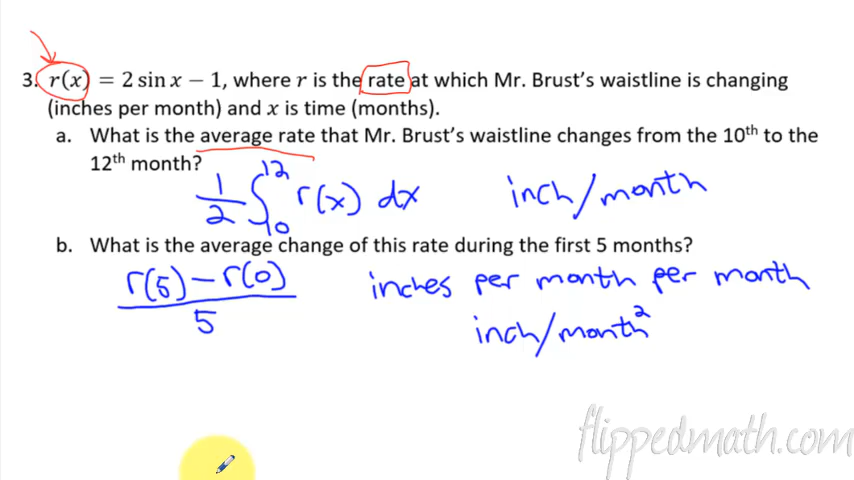 3. r(x) = 2 sin x − 1, where r is the rate at which Mr. Brust's waistline is changing
(inches per month) and x is time (months).
a. What is the average rate that Mr. Brust's waistline changes from the 10th to the
12th month?
1/2 ∫₁₀¹² r(x) dx inch/month
b. What is the average change of this rate during the first 5 months?
r(5) − r(0) inches per month per month
5 inch/month²
flippedmath.com